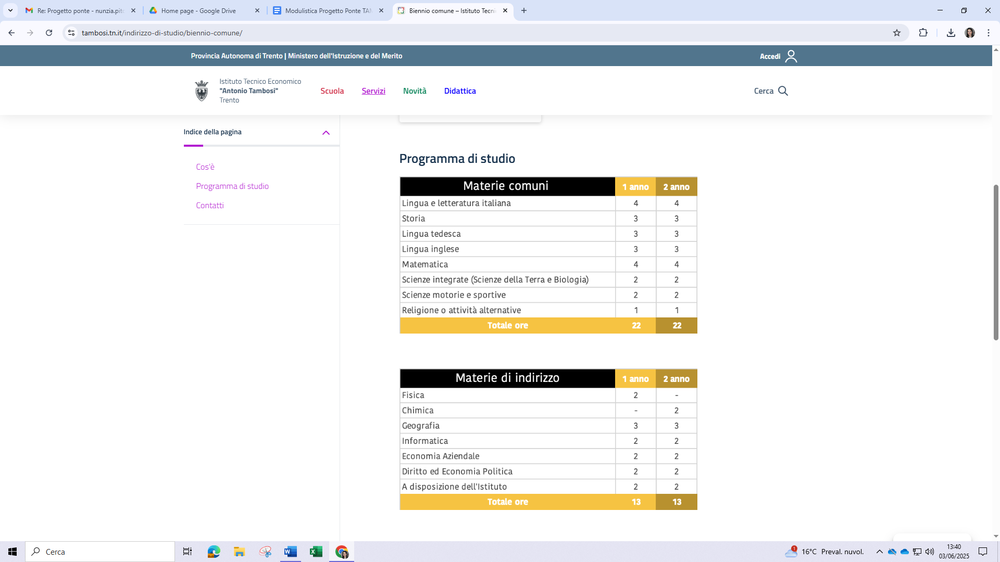 Re: Progetto ponte - nunzia.pit
Home page - Google Drive
Modulistica Progetto Ponte TAM
Biennio comune – Istituto Tecni
tambosi.tn.it/indirizzo-di-studio/biennio-comune/
Provincia Autonoma di Trento | Ministero dell'Istruzione e del Merito
Accedi
Istituto Tecnico Economico
"Antonio Tambosi"
Trento
Scuola Servizi Novità Didattica
Cerca
Indice della pagina
Cos'è
Programma di studio
Contatti
Programma di studio
Materie comuni 1 anno 2 anno
Lingua e letteratura italiana 4 4
Storia 3 3
Lingua tedesca 3 3
Lingua inglese 3 3
Matematica 4 4
Scienze integrate (Scienze della Terra e Biologia) 2 2
Scienze motorie e sportive 2 2
Religione o attività alternative 1 1
Totale ore 22 22
Materie di indirizzo 1 anno 2 anno
Fisica 2 -
Chimica - 2
Geografia 3 3
Informatica 2 2
Economia Aziendale 2 2
Diritto ed Economia Politica 2 2
A disposizione dell'Istituto 2 2
Totale ore 13 13
Cerca
1
16°C Preval. nuvol.
13:40
03/06/2025